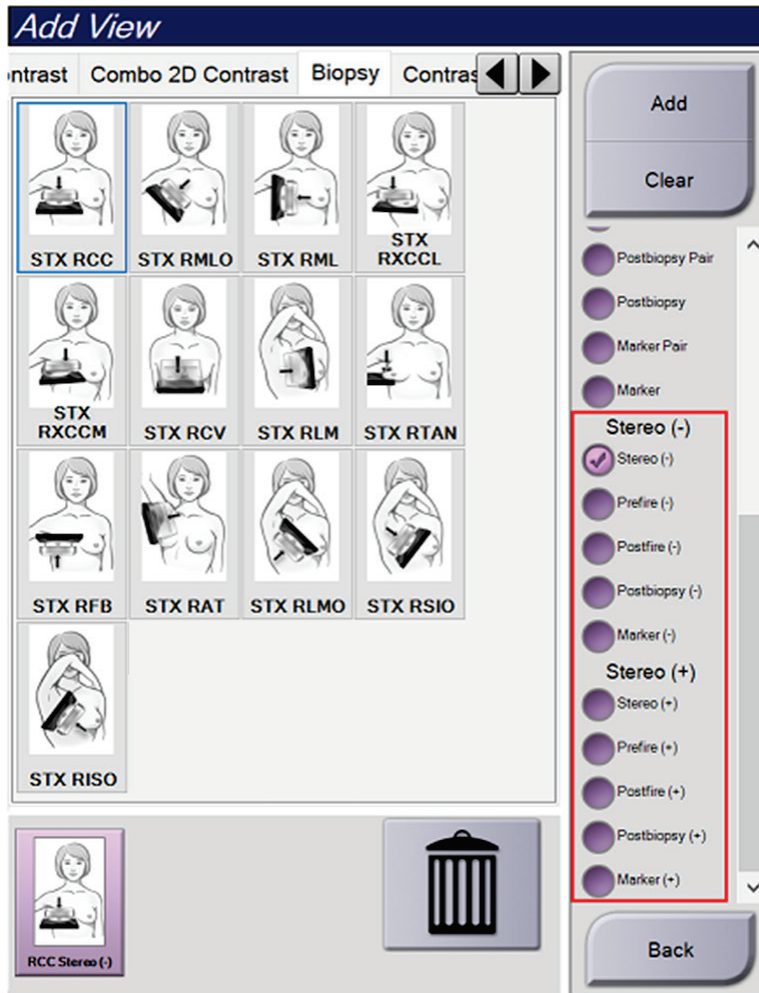 Add View
ntrast Combo 2D Contrast Biopsy Contras
STX RCC
STX RMLO
STX RML
STX
RXCCL
STX
RXCCM
STX RCV
STX RLM
STX RTAN
STX RFB
STX RAT
STX RLMO
STX RSIO
STX RISO
RCC Stereo (-)
Add
Clear
Postbiopsy Pair
Postbiopsy
Marker Pair
Marker
Stereo (-)
Stereo (-)
Prefire (-)
Postfire (-)
Postbiopsy (-)
Marker (-)
Stereo (+)
Stereo (+)
Prefire (+)
Postfire (+)
Postbiopsy (+)
Marker (+)
Back